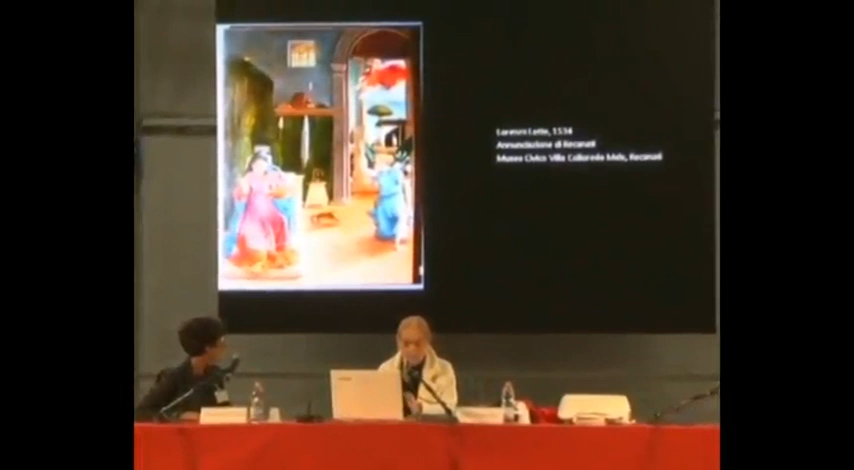 Lorenzo Lotto, 1534
Annunciazione di Recanati
Museo Civico Villa Colloredo Mels, Recanati